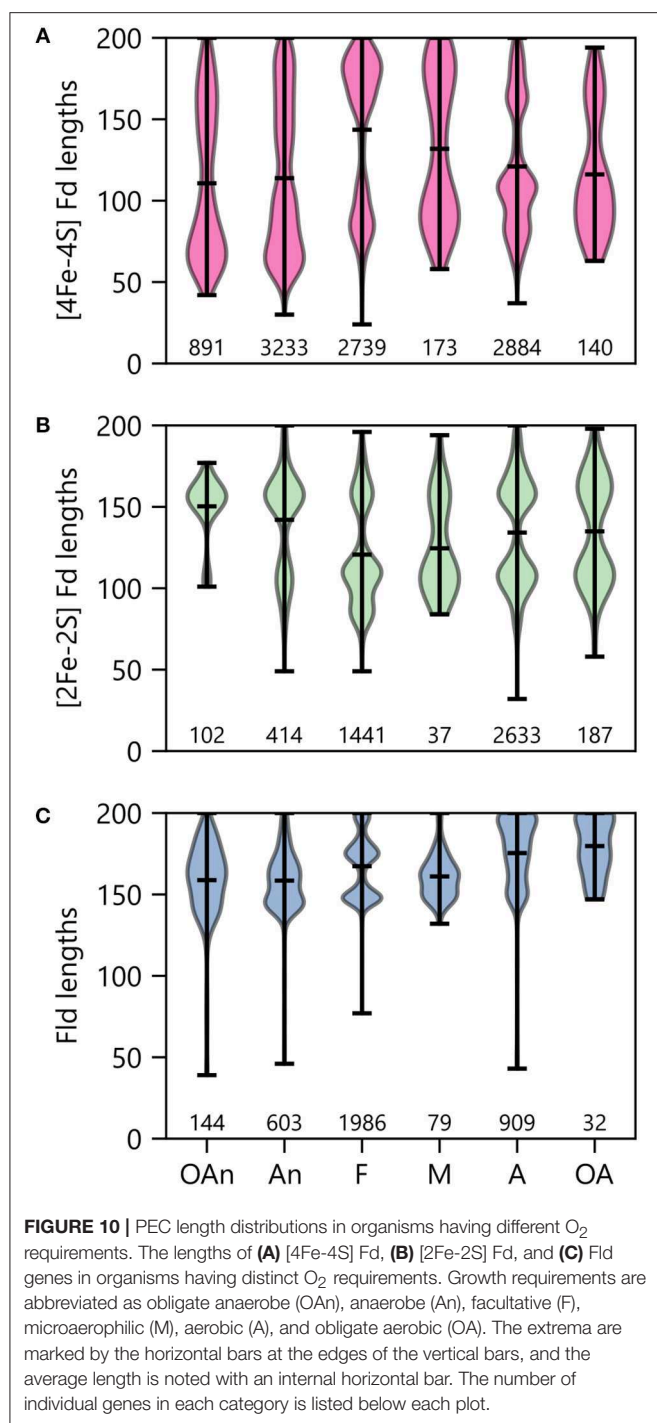 A
[4Fe-4S] Fd lengths
200
150
100
50
0
891 3233 2739 173 2884 140
B
[2Fe-2S] Fd lengths
200
150
100
50
0
102 414 1441 37 2633 187
C
Fld lengths
200
150
100
50
0
144 603 1986 79 909 32
OAn An F M A OA
FIGURE 10 | PEC length distributions in organisms having different O₂
requirements. The lengths of (A) [4Fe-4S] Fd, (B) [2Fe-2S] Fd, and (C) Fld
genes in organisms having distinct O₂ requirements. Growth requirements are
abbreviated as obligate anaerobe (OAn), anaerobe (An), facultative (F),
microaerophilic (M), aerobic (A), and obligate aerobic (OA). The extrema are
marked by the horizontal bars at the edges of the vertical bars, and the
average length is noted with an internal horizontal bar. The number of
individual genes in each category is listed below each plot.